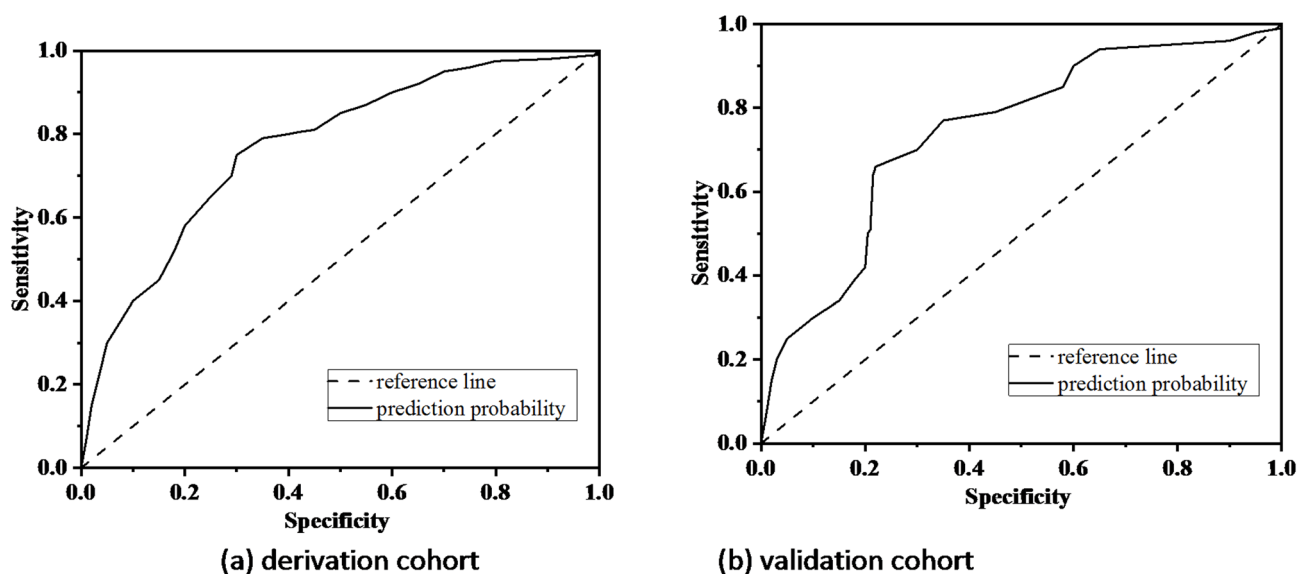 1.0
0.8
0.6
0.4
0.2
0.0
Sensitivity
0.0 0.2 0.4 0.6 0.8 1.0
Specificity
reference line
prediction probability
(a) derivation cohort
1.0
0.8
0.6
0.4
0.2
0.0
Sensitivity
0.0 0.2 0.4 0.6 0.8 1.0
Specificity
reference line
prediction probability
(b) validation cohort